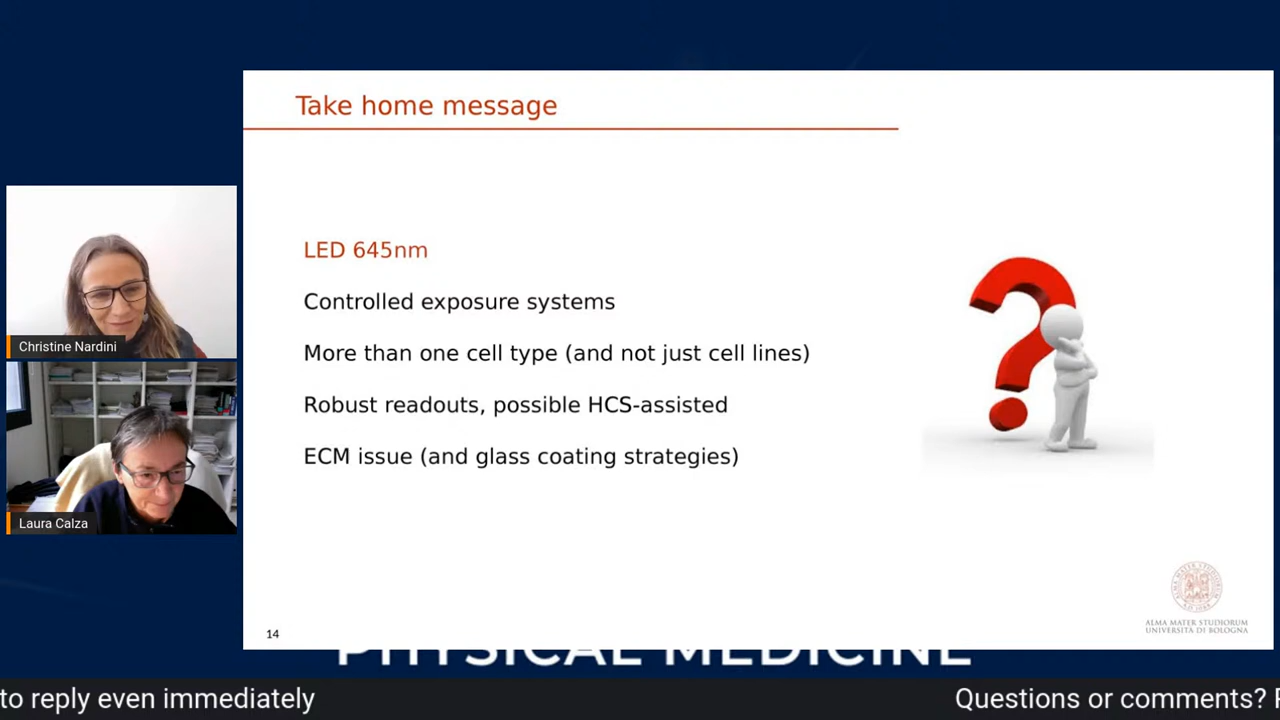 Take home message
LED 645nm
Controlled exposure systems
More than one cell type (and not just cell lines)
Robust readouts, possible HCS-assisted
ECM issue (and glass coating strategies)
Christine Nardini
Laura Calza
ALMA MATER STUDIORUM
UNIVERSITÀ DI BOLOGNA
14
PHYSICAL MEDICINE
to reply even immediately
Questions or comments?